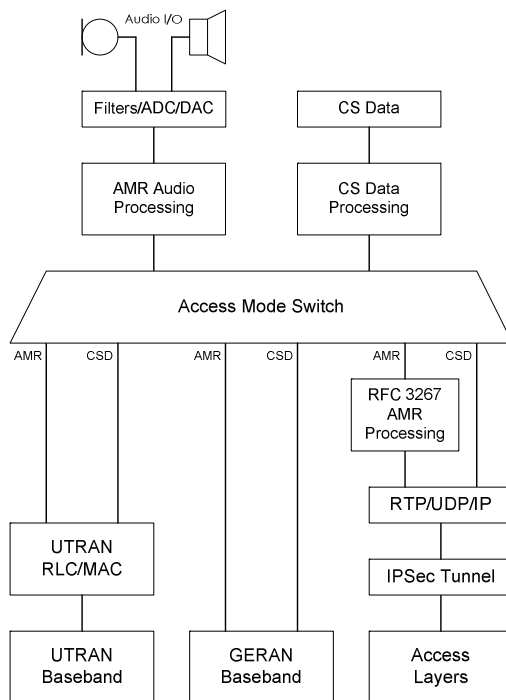 Audio I/O
Filters/ADC/DAC
CS Data
AMR Audio
Processing
CS Data
Processing
Access Mode Switch
AMR
CSD
AMR
CSD
AMR
CSD
RFC 3267
AMR
Processing
RTP/UDP/IP
UTRAN
RLC/MAC
IPSec Tunnel
UTRAN
Baseband
GERAN
Baseband
Access
Layers